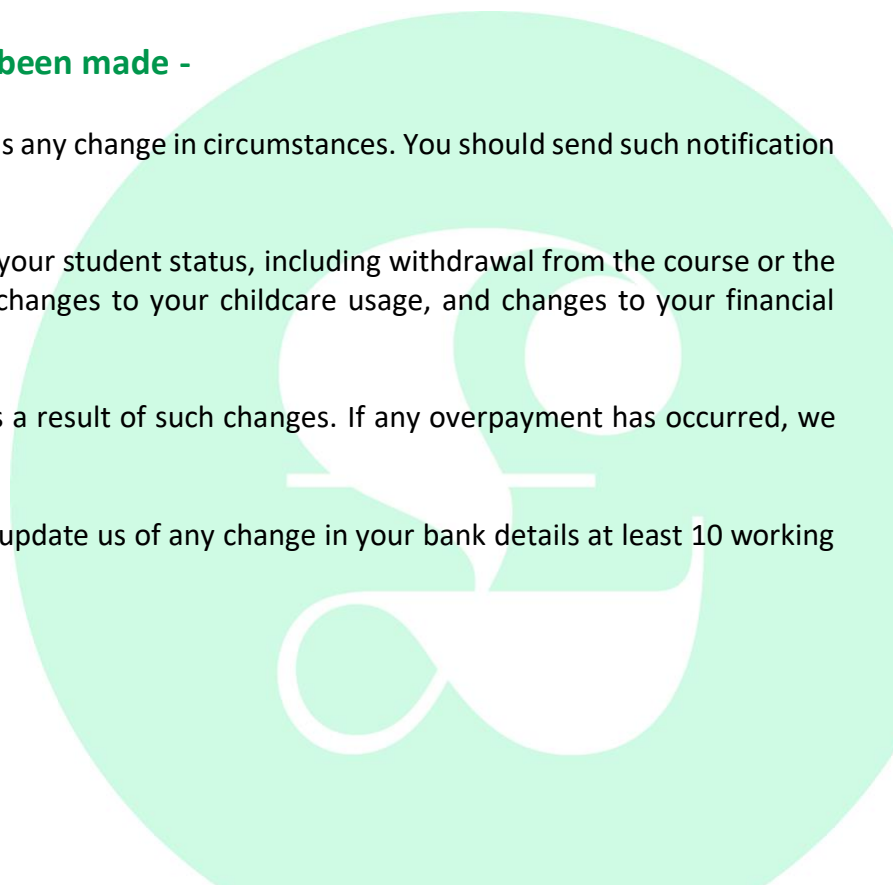 been made -
s any change in circumstances. You should send such notification
your student status, including withdrawal from the course or the
changes to your childcare usage, and changes to your financial
s a result of such changes. If any overpayment has occurred, we
update us of any change in your bank details at least 10 working